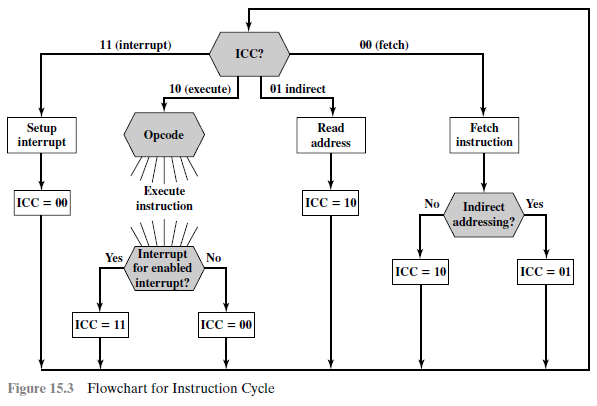 11 (interrupt)
ICC?
00 (fetch)
10 (execute)
01 indirect
Setup
interrupt
Opcode
Read
address
Fetch
instruction
Execute
instruction
ICC = 00
ICC = 10
No
Indirect
addressing?
Yes
Yes
Interrupt
for enabled
interrupt?
No
ICC = 10
ICC = 01
ICC = 11
ICC = 00
Figure 15.3 Flowchart for Instruction Cycle